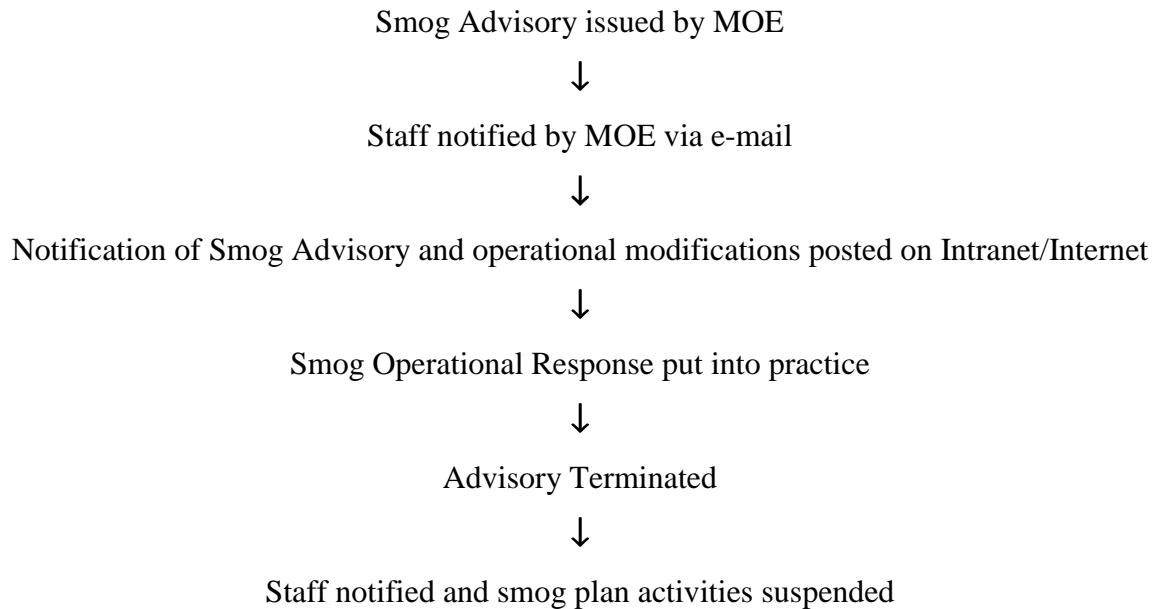 Smog Advisory issued by MOE
↓
Staff notified by MOE via e-mail
↓
Notification of Smog Advisory and operational modifications posted on Intranet/Internet
↓
Smog Operational Response put into practice
↓
Advisory Terminated
↓
Staff notified and smog plan activities suspended